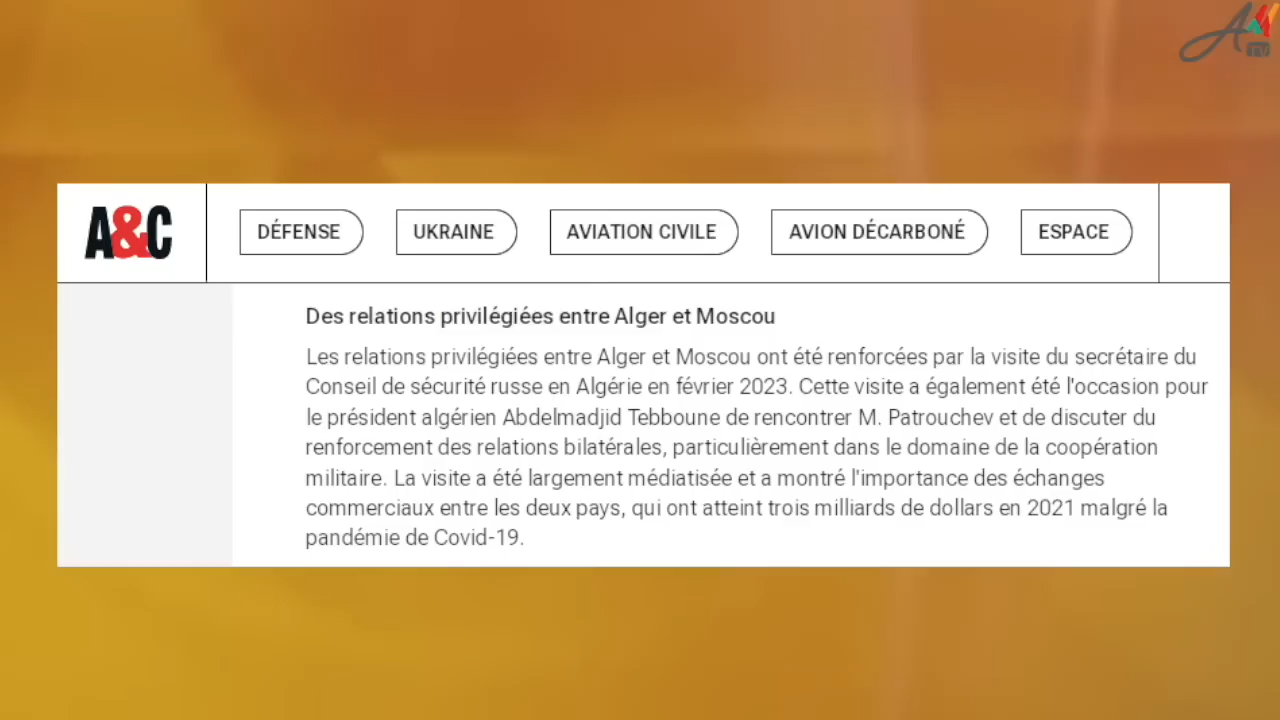 TV
A&C
DÉFENSE
UKRAINE
AVIATION CIVILE
AVION DÉCARBONÉ
ESPACE
Des relations privilégiées entre Alger et Moscou
Les relations privilégiées entre Alger et Moscou ont été renforcées par la visite du secrétaire du
Conseil de sécurité russe en Algérie en février 2023. Cette visite a également été l'occasion pour
le président algérien Abdelmadjid Tebboune de rencontrer M. Patrouchev et de discuter du
renforcement des relations bilatérales, particulièrement dans le domaine de la coopération
militaire. La visite a été largement médiatisée et a montré l'importance des échanges
commerciaux entre les deux pays, qui ont atteint trois milliards de dollars en 2021 malgré la
pandémie de Covid-19.